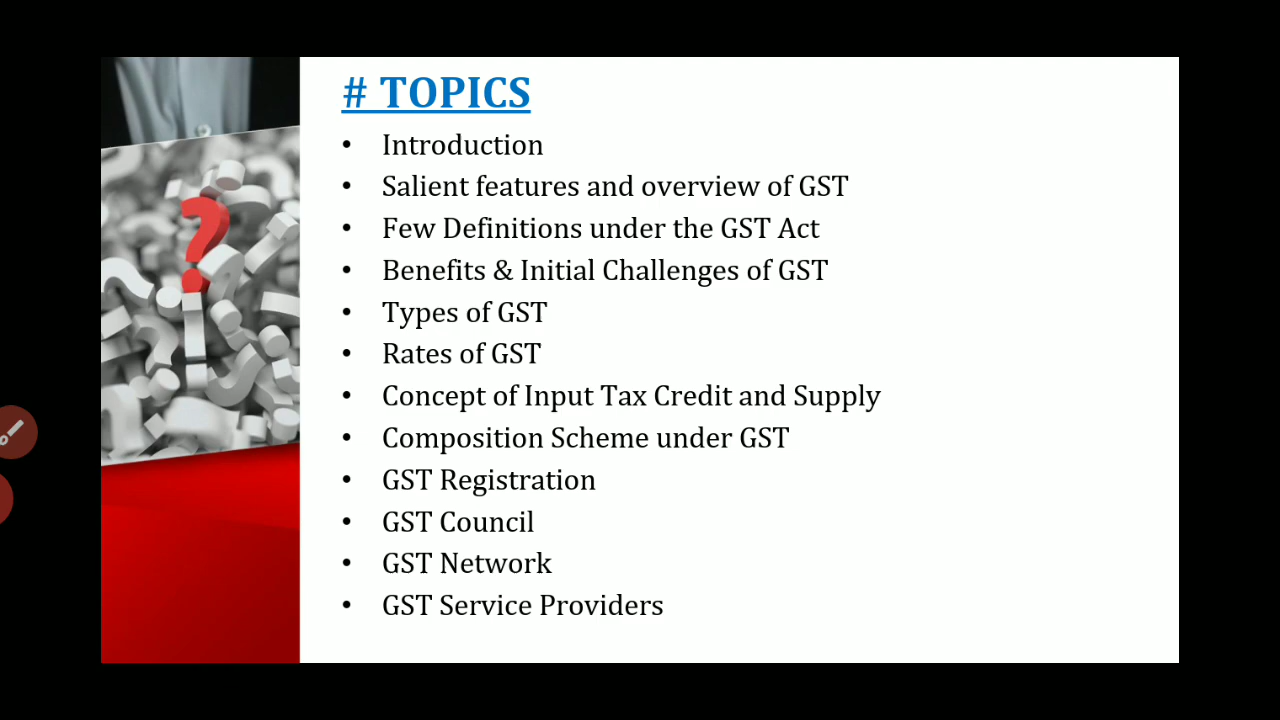 # TOPICS
• Introduction
• Salient features and overview of GST
• Few Definitions under the GST Act
• Benefits & Initial Challenges of GST
• Types of GST
• Rates of GST
• Concept of Input Tax Credit and Supply
• Composition Scheme under GST
• GST Registration
• GST Council
• GST Network
• GST Service Providers